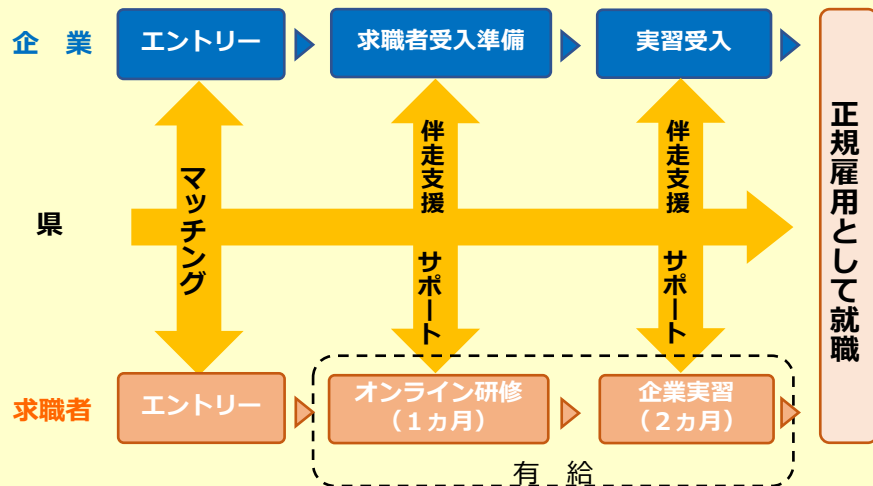 企　業
エントリー
求職者受入準備
実習受入
正規雇用として就職
県
マッチング
伴走支援
サポート
伴走支援
サポート
求職者
エントリー
オンライン研修
（１ヵ月）
企業実習
（２ヵ月）
有　給